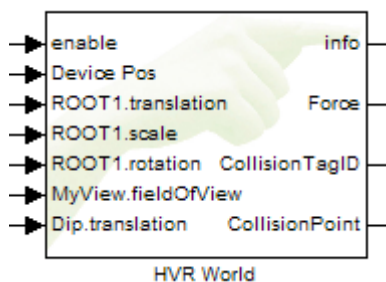 enable info
Device Pos
ROOT1.translation Force
ROOT1.scale
ROOT1.rotation CollisionTagID
MyView.fieldOfView
Dip.translation CollisionPoint
HVR World